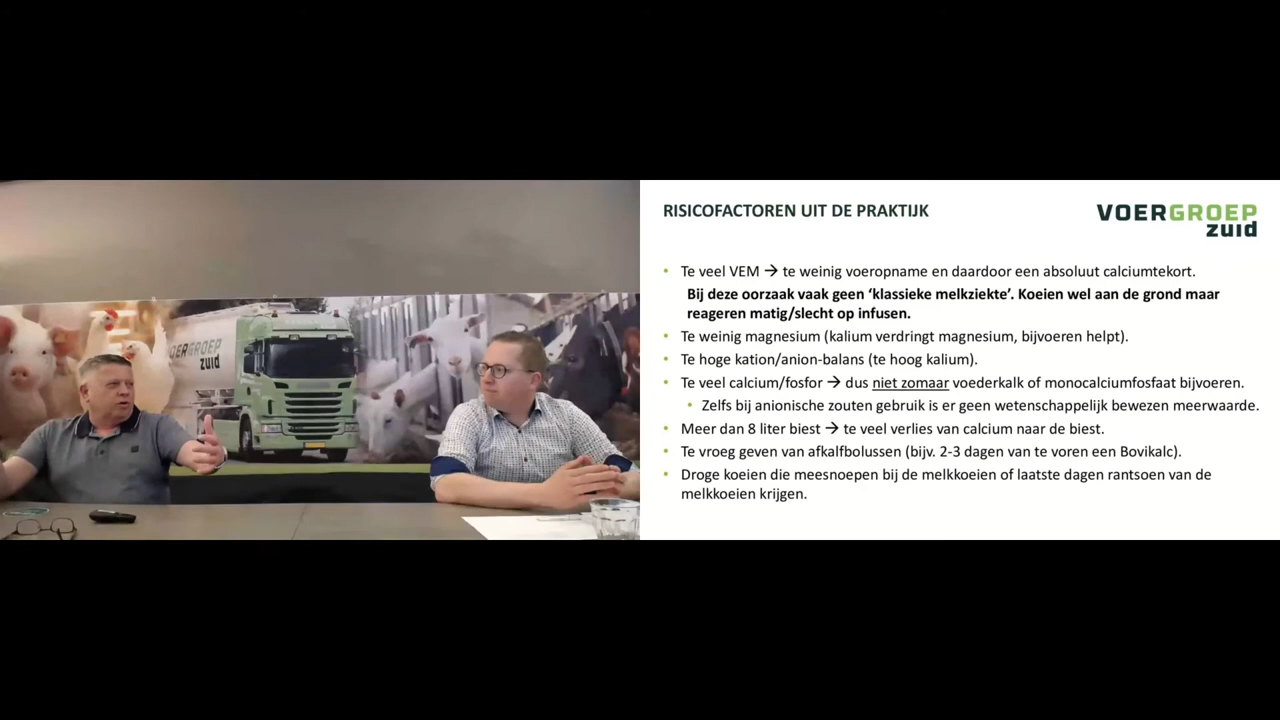 VOERGROEP
zuid
RISICOFACTOREN UIT DE PRAKTIJK
VOERGROEP
zuid
• Te veel VEM → te weinig voeropname en daardoor een absoluut calciumtekort.
Bij deze oorzaak vaak geen ‘klassieke melkziekte’. Koeien wel aan de grond maar
reageren matig/slecht op infusen.
• Te weinig magnesium (kalium verdringt magnesium, bijvoeren helpt).
• Te hoge kation/anion-balans (te hoog kalium).
• Te veel calcium/fosfor → dus niet zomaar voederkalk of monocalciumfosfaat bijvoeren.
• Zelfs bij anionische zouten gebruik is er geen wetenschappelijk bewezen meerwaarde.
• Meer dan 8 liter biest → te veel verlies van calcium naar de biest.
• Te vroeg geven van afkalfbolussen (bijv. 2-3 dagen van te voren een Bovikalc).
• Droge koeien die meesnoepen bij de melkkoeien of laatste dagen rantsoen van de
melkkoeien krijgen.